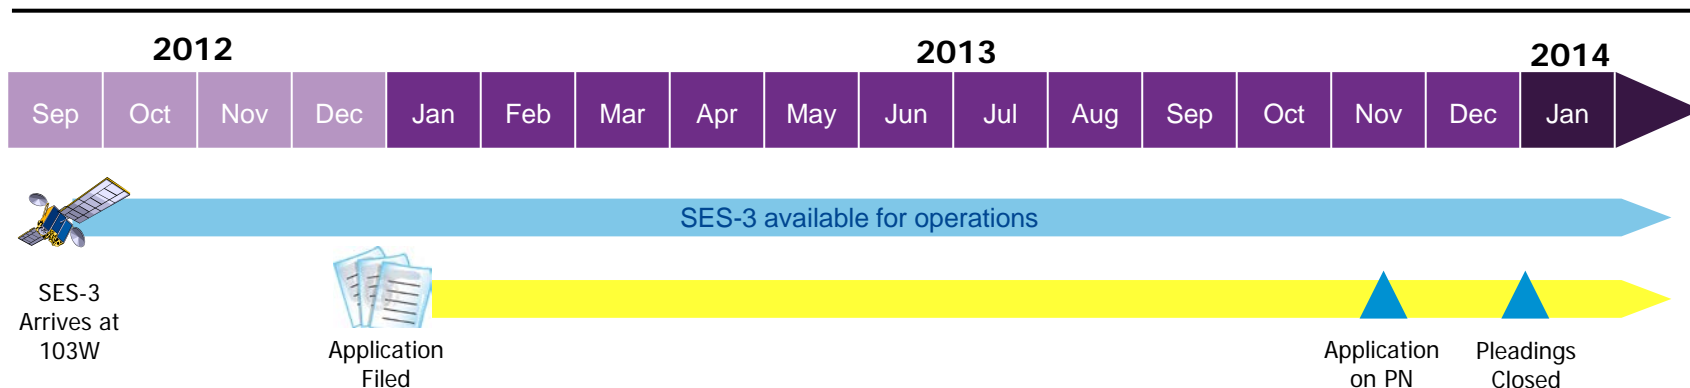 2012 2013 2014
Sep Oct Nov Dec Jan Feb Mar Apr May Jun Jul Aug Sep Oct Nov Dec Jan
SES-3 available for operations
SES-3
Arrives at
103W
Application
Filed
Application
on PN
Pleadings
Closed